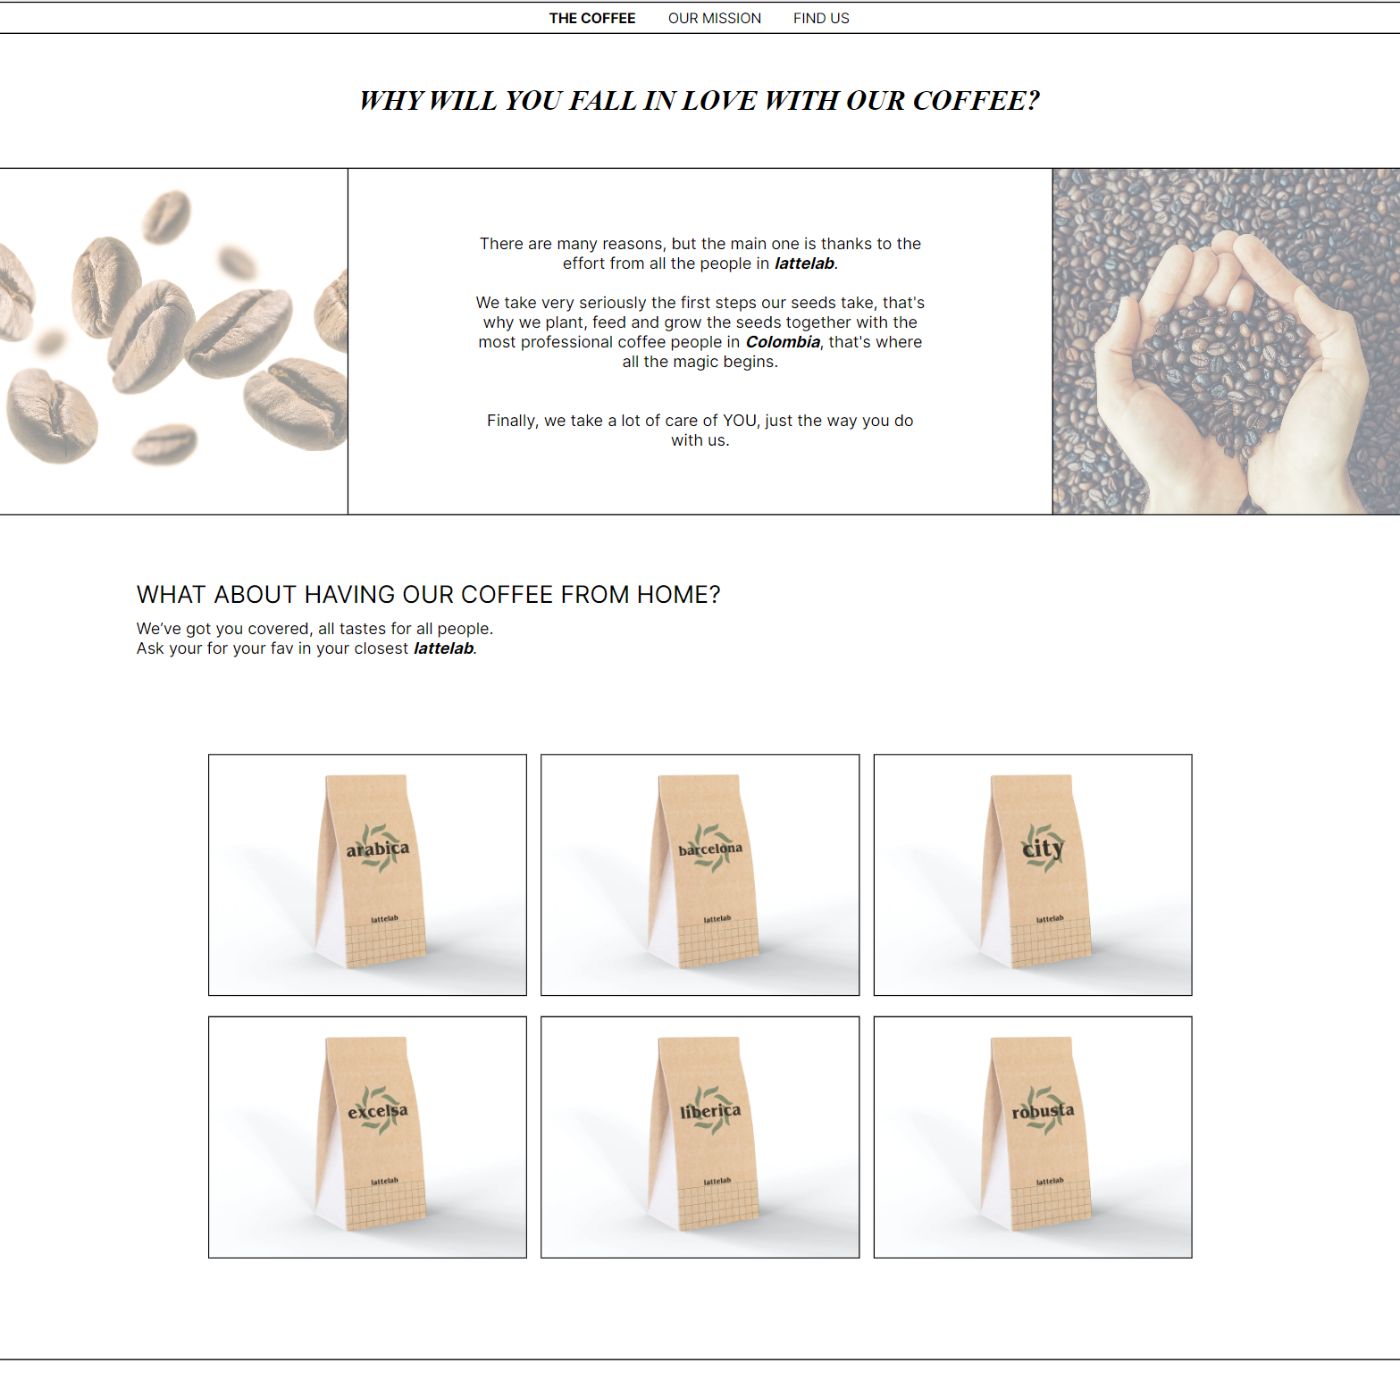 THE COFFEE OUR MISSION FIND US
WHY WILL YOU FALL IN LOVE WITH OUR COFFEE?
There are many reasons, but the main one is thanks to the
effort from all the people in lattelab.
We take very seriously the first steps our seeds take, that's
why we plant, feed and grow the seeds together with the
most professional coffee people in Colombia, that's where
all the magic begins.
Finally, we take a lot of care of YOU, just the way you do
with us.
WHAT ABOUT HAVING OUR COFFEE FROM HOME?
We’ve got you covered, all tastes for all people.
Ask your for your fav in your closest lattelab.
arabica
lattelab
barcelona
lattelab
city
lattelab
excelsa
lattelab
liberica
lattelab
robusta
lattelab